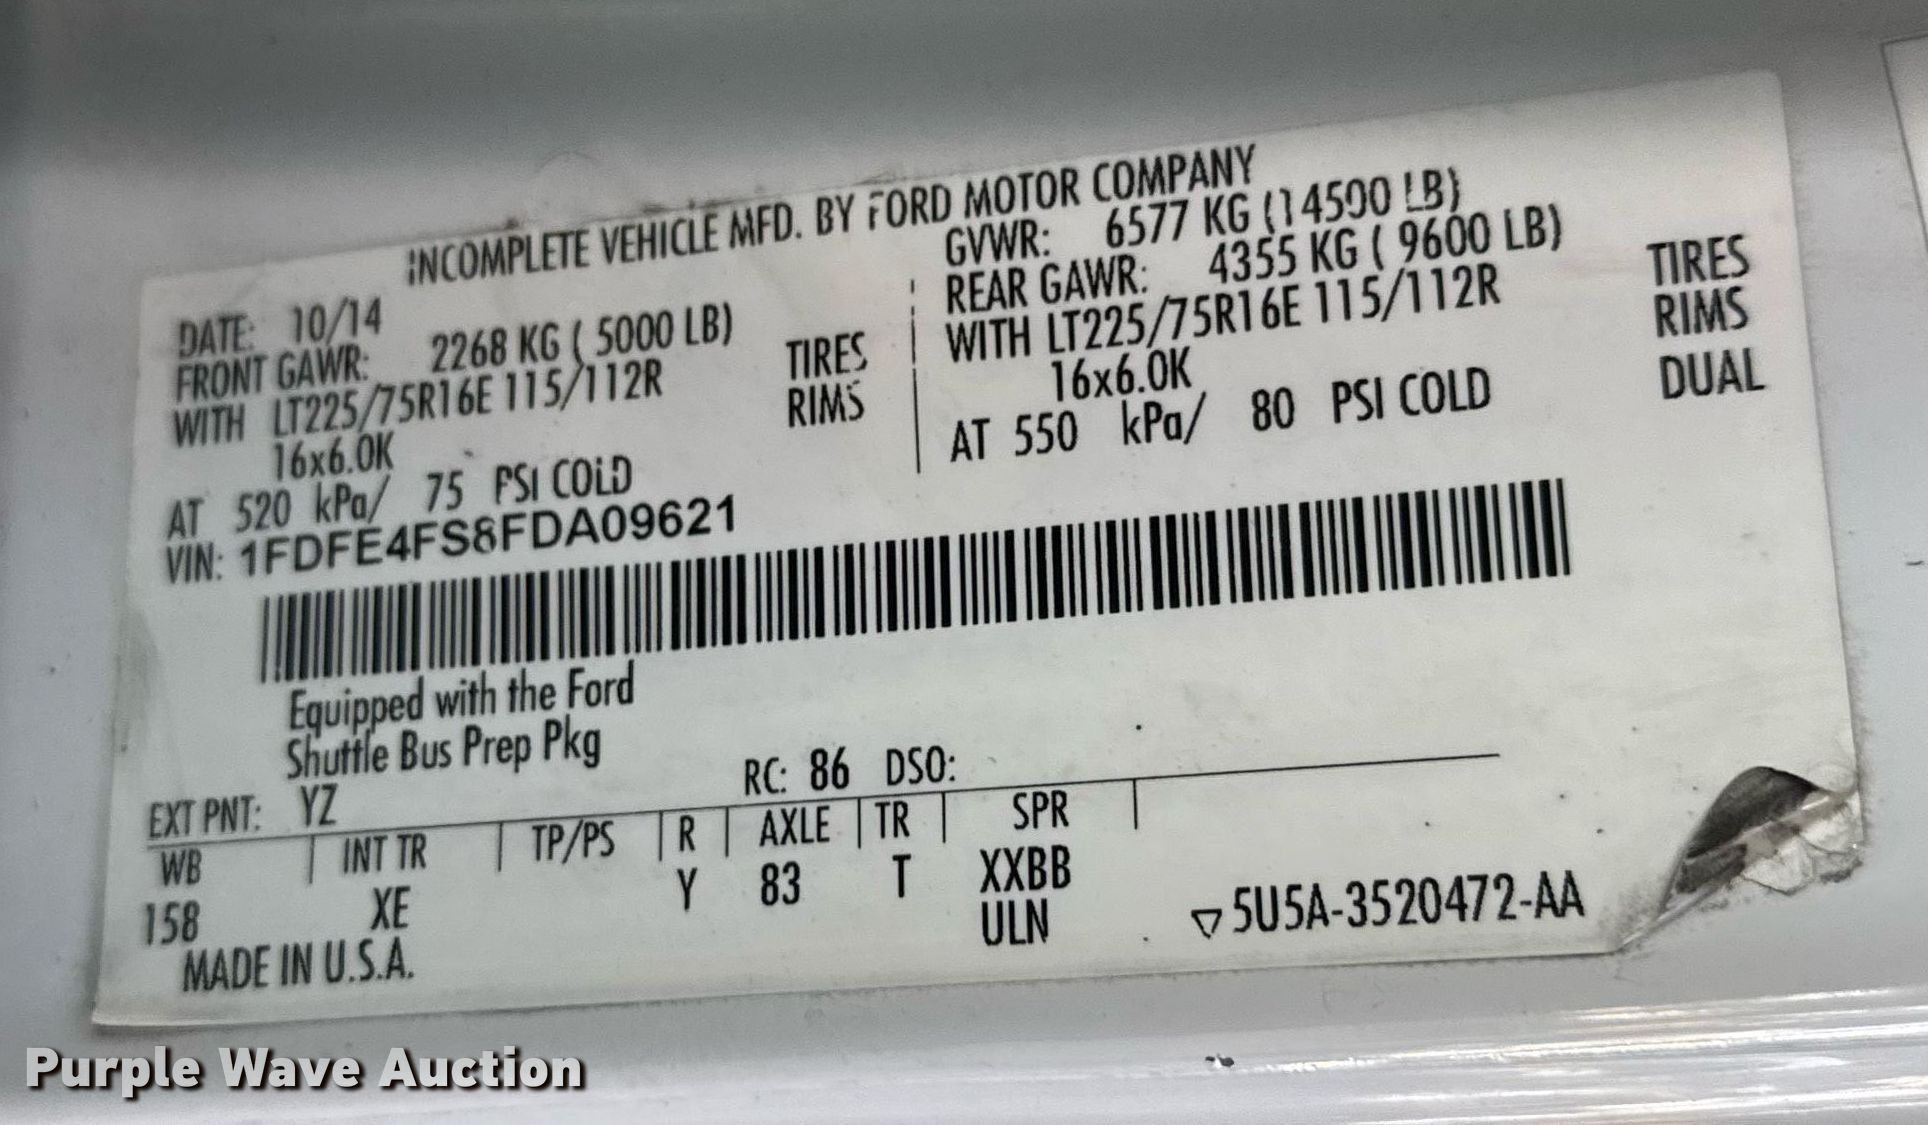 INCOMPLETE VEHICLE MFD. BY FORD MOTOR COMPANY
DATE: 10/14
GVWR: 6577 KG (14500 LB)
FRONT GAWR: 2268 KG ( 5000 LB)
REAR GAWR: 4355 KG ( 9600 LB)
WITH LT225/75R16E 115/112R TIRES
WITH LT225/75R16E 115/112R TIRES
16x6.0K RIMS
16x6.0K RIMS
AT 520 kPa/ 75 PSI COLD
AT 550 kPa/ 80 PSI COLD DUAL
VIN: 1FDFE4FS8FDA09621
Equipped with the Ford
Shuttle Bus Prep Pkg
EXT PNT: YZ RC: 86 DSO:
WB | INT TR | TP/PS | R | AXLE | TR | SPR |
158 XE Y 83 T XXBB
ULN
▽5U5A-3520472-AA
MADE IN U.S.A.
Purple Wave Auction